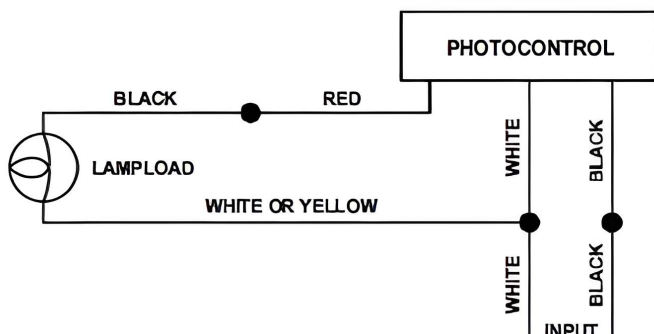 PHOTOCONTROL
BLACK
RED
WHITE
BLACK
LAMPLOAD
WHITE OR YELLOW
WHITE
BLACK
INPUT